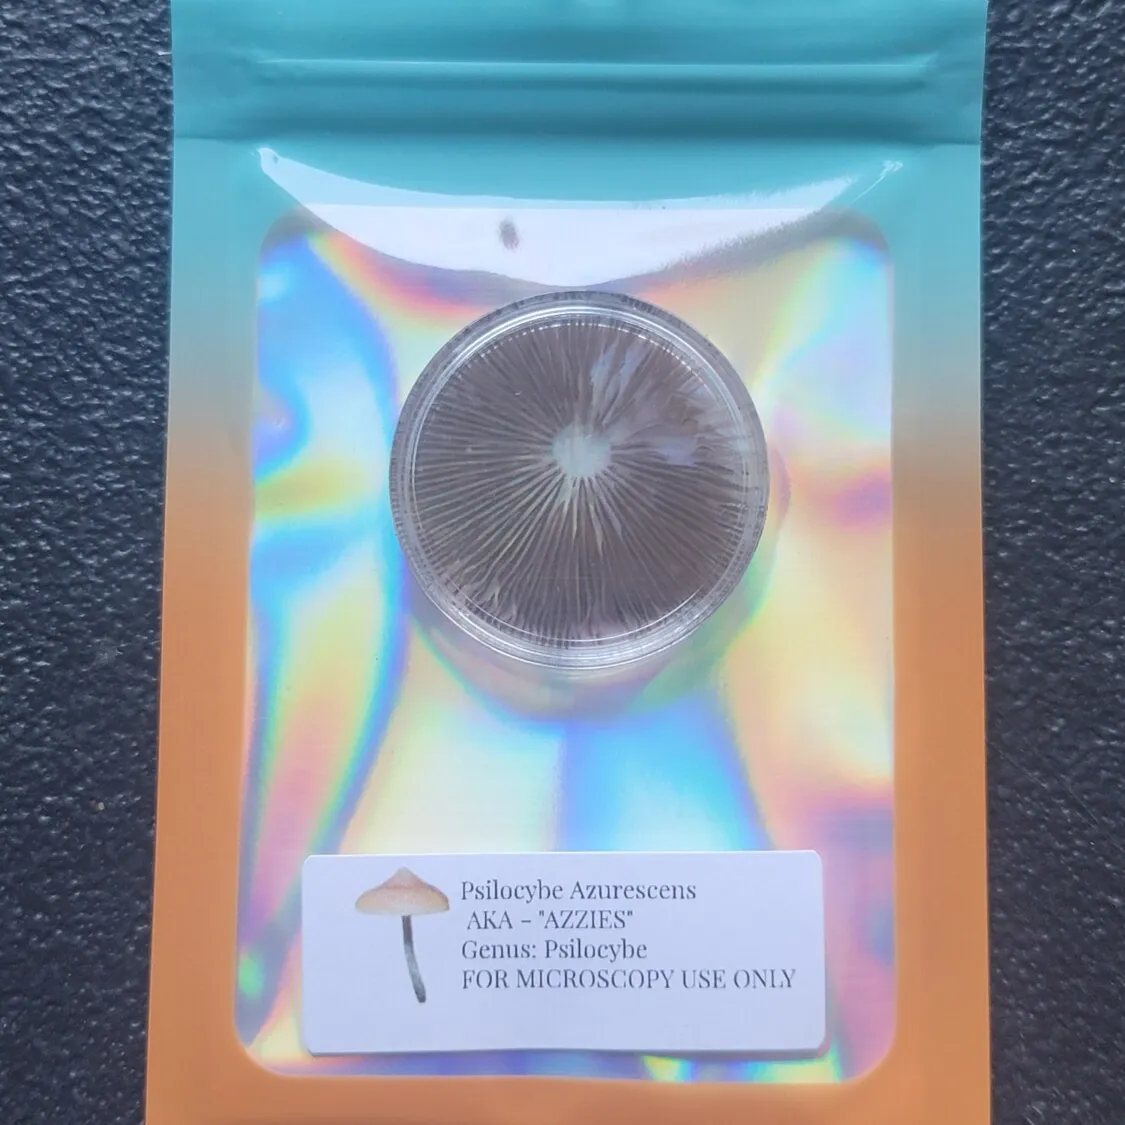 Psilocybe Azurescens
AKA - "AZZIES"
Genus: Psilocybe
FOR MICROSCOPY USE ONLY